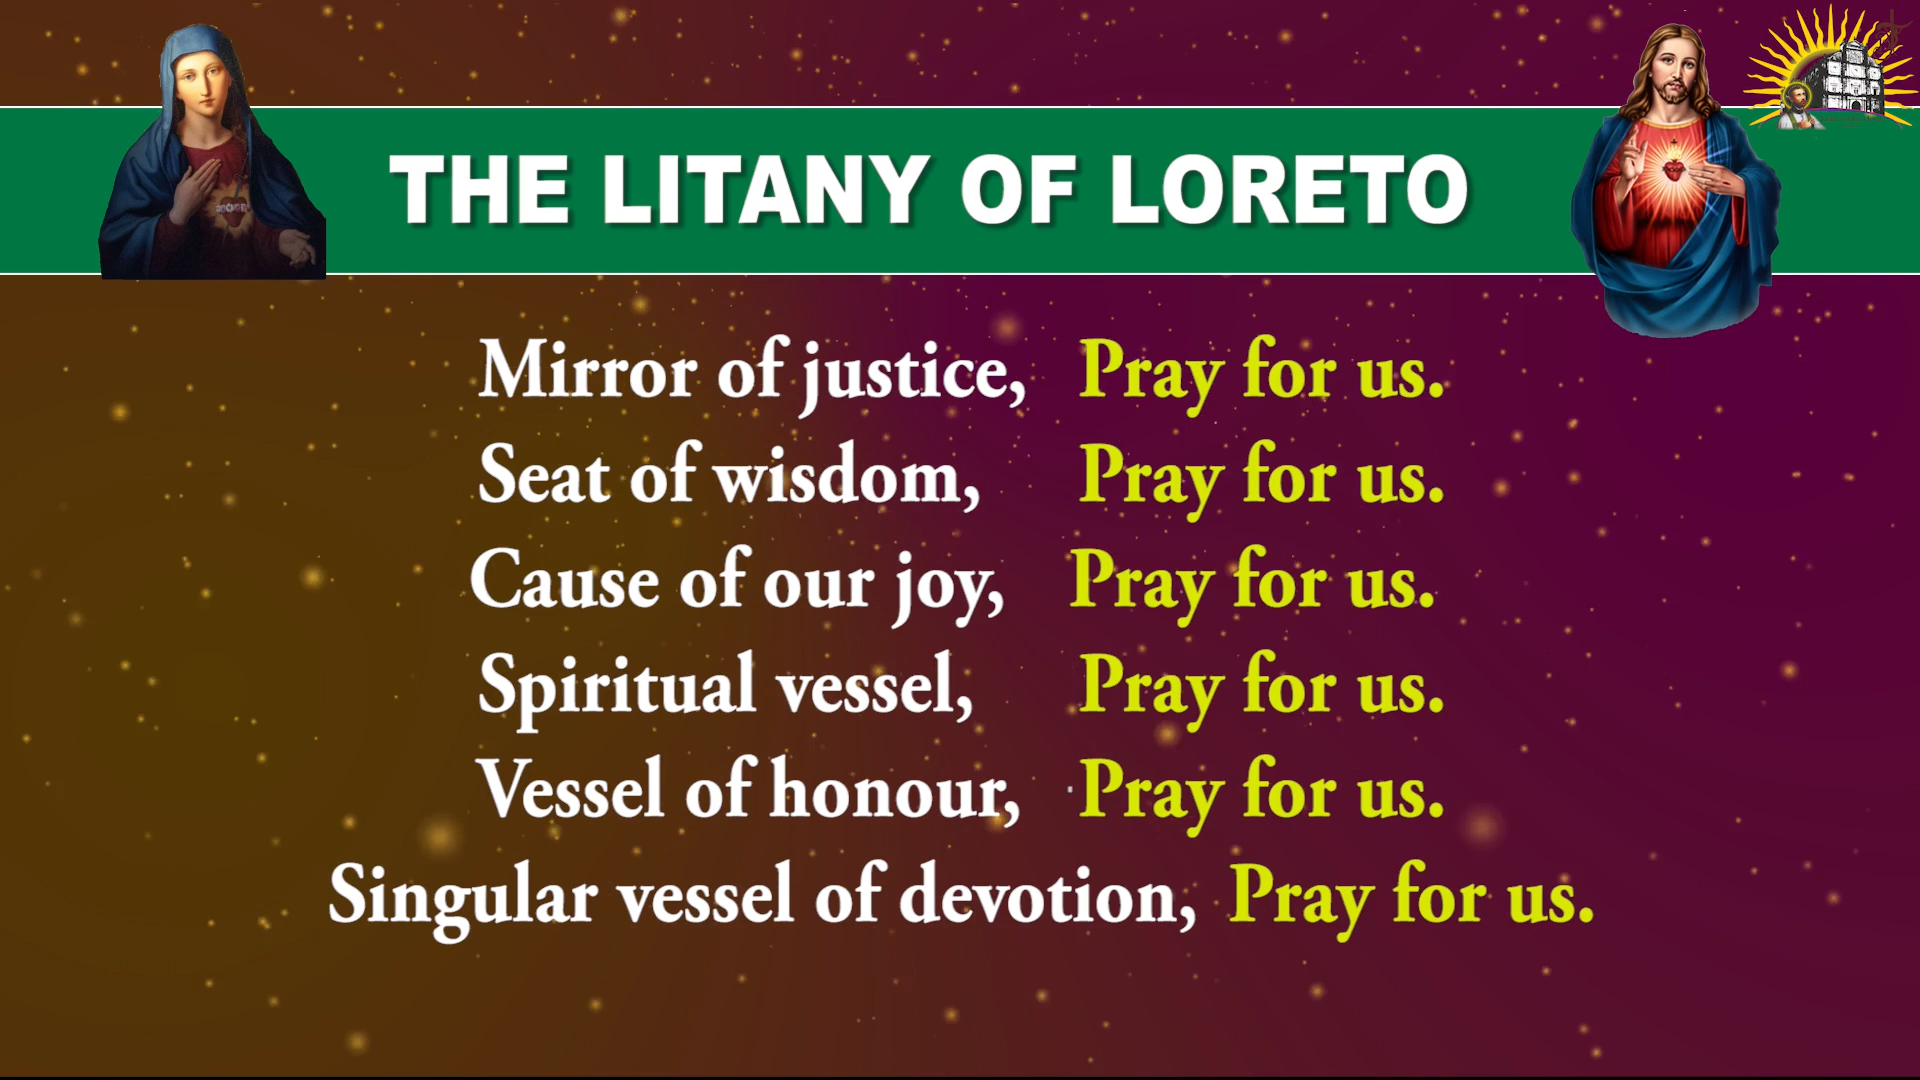 THE LITANY OF LORETO
Mirror of justice, Pray for us.
Seat of wisdom, Pray for us.
Cause of our joy, Pray for us.
Spiritual vessel, Pray for us.
Vessel of honour, Pray for us.
Singular vessel of devotion, Pray for us.